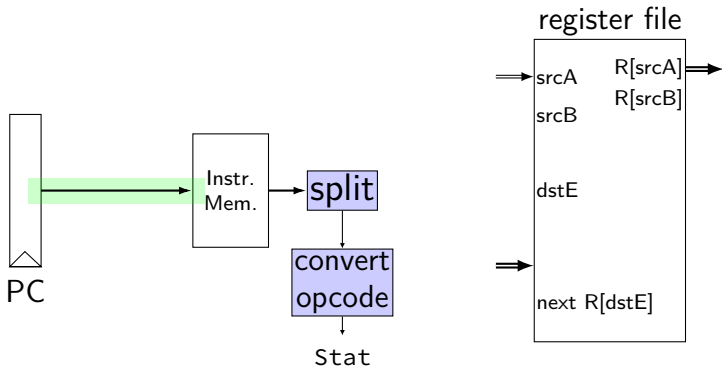 register file
srcA
R[srcA]
R[srcB]
srcB
Instr.
Mem.
split
dstE
convert
opcode
PC
next R[dstE]
Stat